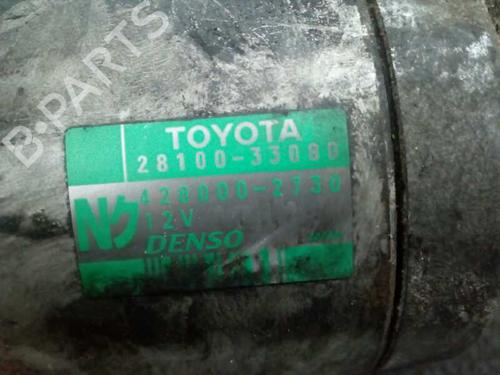 B-PARTS
TOYOTA
28100-33080
428000-2730
12V
DENSO